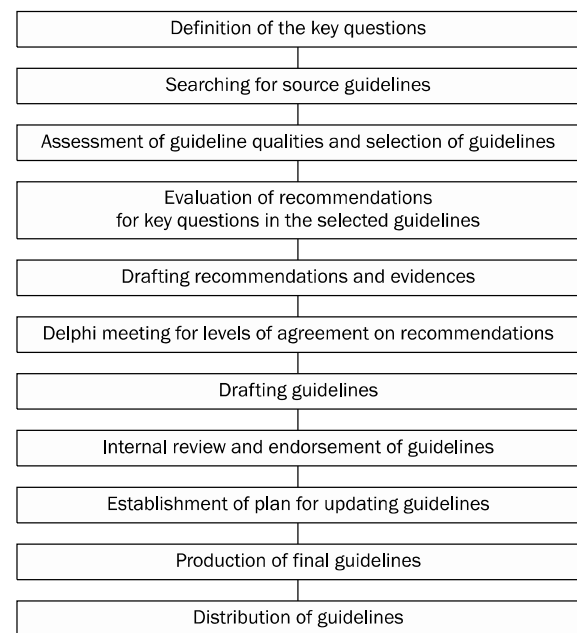 Definition of the key questions
Searching for source guidelines
Assessment of guideline qualities and selection of guidelines
Evaluation of recommendations
for key questions in the selected guidelines
Drafting recommendations and evidences
Delphi meeting for levels of agreement on recommendations
Drafting guidelines
Internal review and endorsement of guidelines
Establishment of plan for updating guidelines
Production of final guidelines
Distribution of guidelines